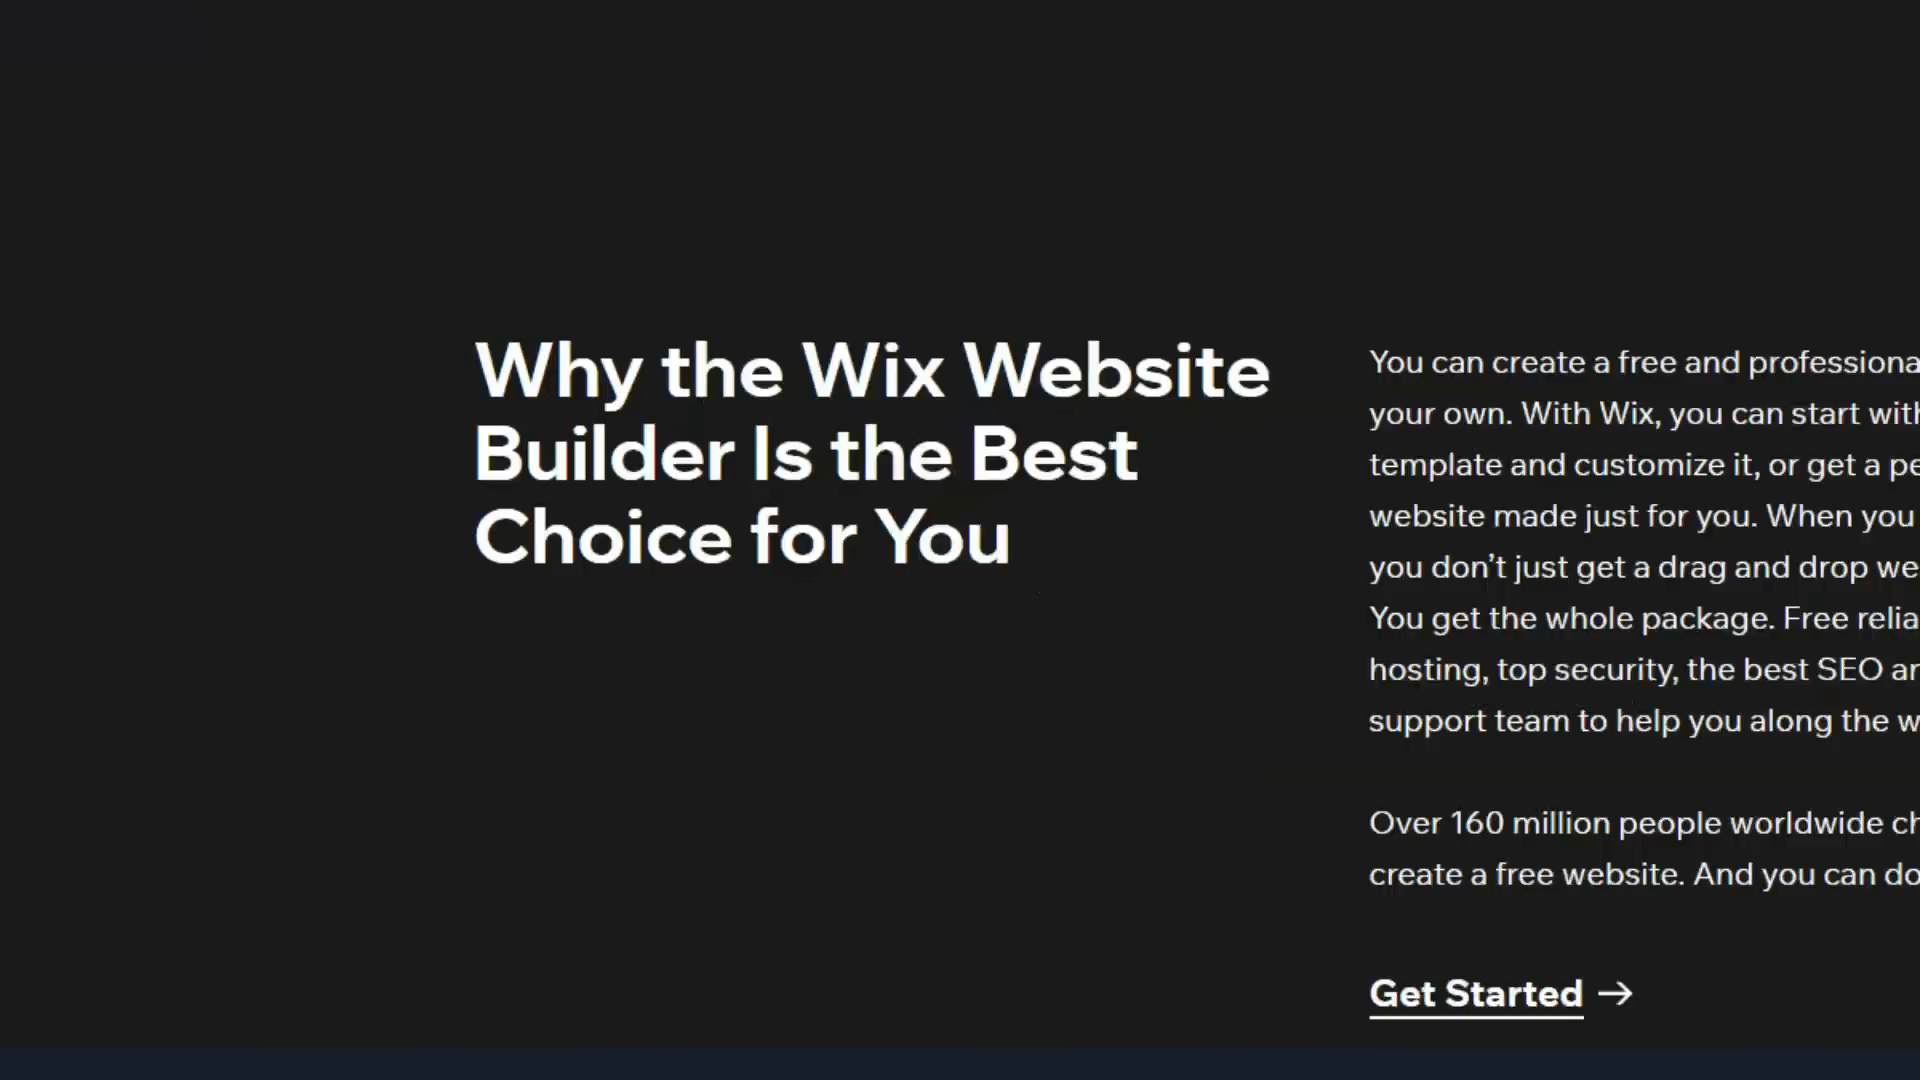 Why the Wix Website
Builder Is the Best
Choice for You
You can create a free and professiona
your own. With Wix, you can start with
template and customize it, or get a pe
website made just for you. When you
you don’t just get a drag and drop we
You get the whole package. Free relia
hosting, top security, the best SEO ar
support team to help you along the w
Over 160 million people worldwide ch
create a free website. And you can do
Get Started →